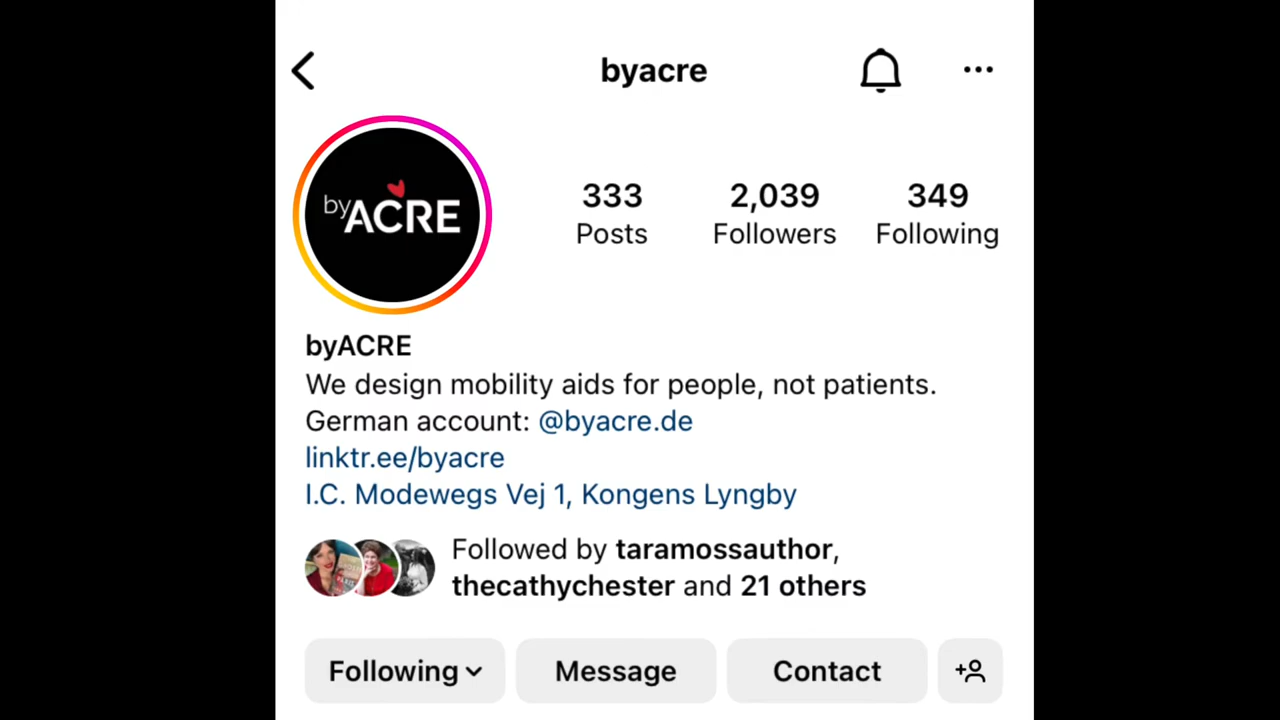 byacre
byACRE
333
2,039
349
Posts
Followers
Following
byACRE
We design mobility aids for people, not patients.
German account: @byacre.de
linktr.ee/byacre
I.C. Modewegs Vej 1, Kongens Lyngby
Followed by taramossauthor,
thecathychester and 21 others
Following
Message
Contact